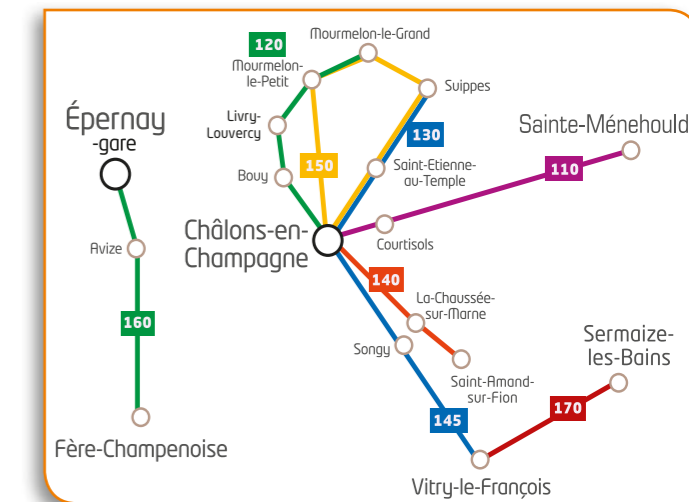 Mourmelon-le-Grand
120
Mourmelon-
le-Petit
Suippes
Livry-
Louvercy
130
Épernay
-gare
Sainte-Ménehould
150
Saint-Etienne-
au-Temple
110
Bouy
Châlons-en-
Champagne
Courtisols
Avize
140
La-Chaussée-
sur-Marne
160
Songy
Sermaize-
les-Bains
Saint-Amand-
sur-Fion
170
145
Fère-Champenoise
Vitry-le-François